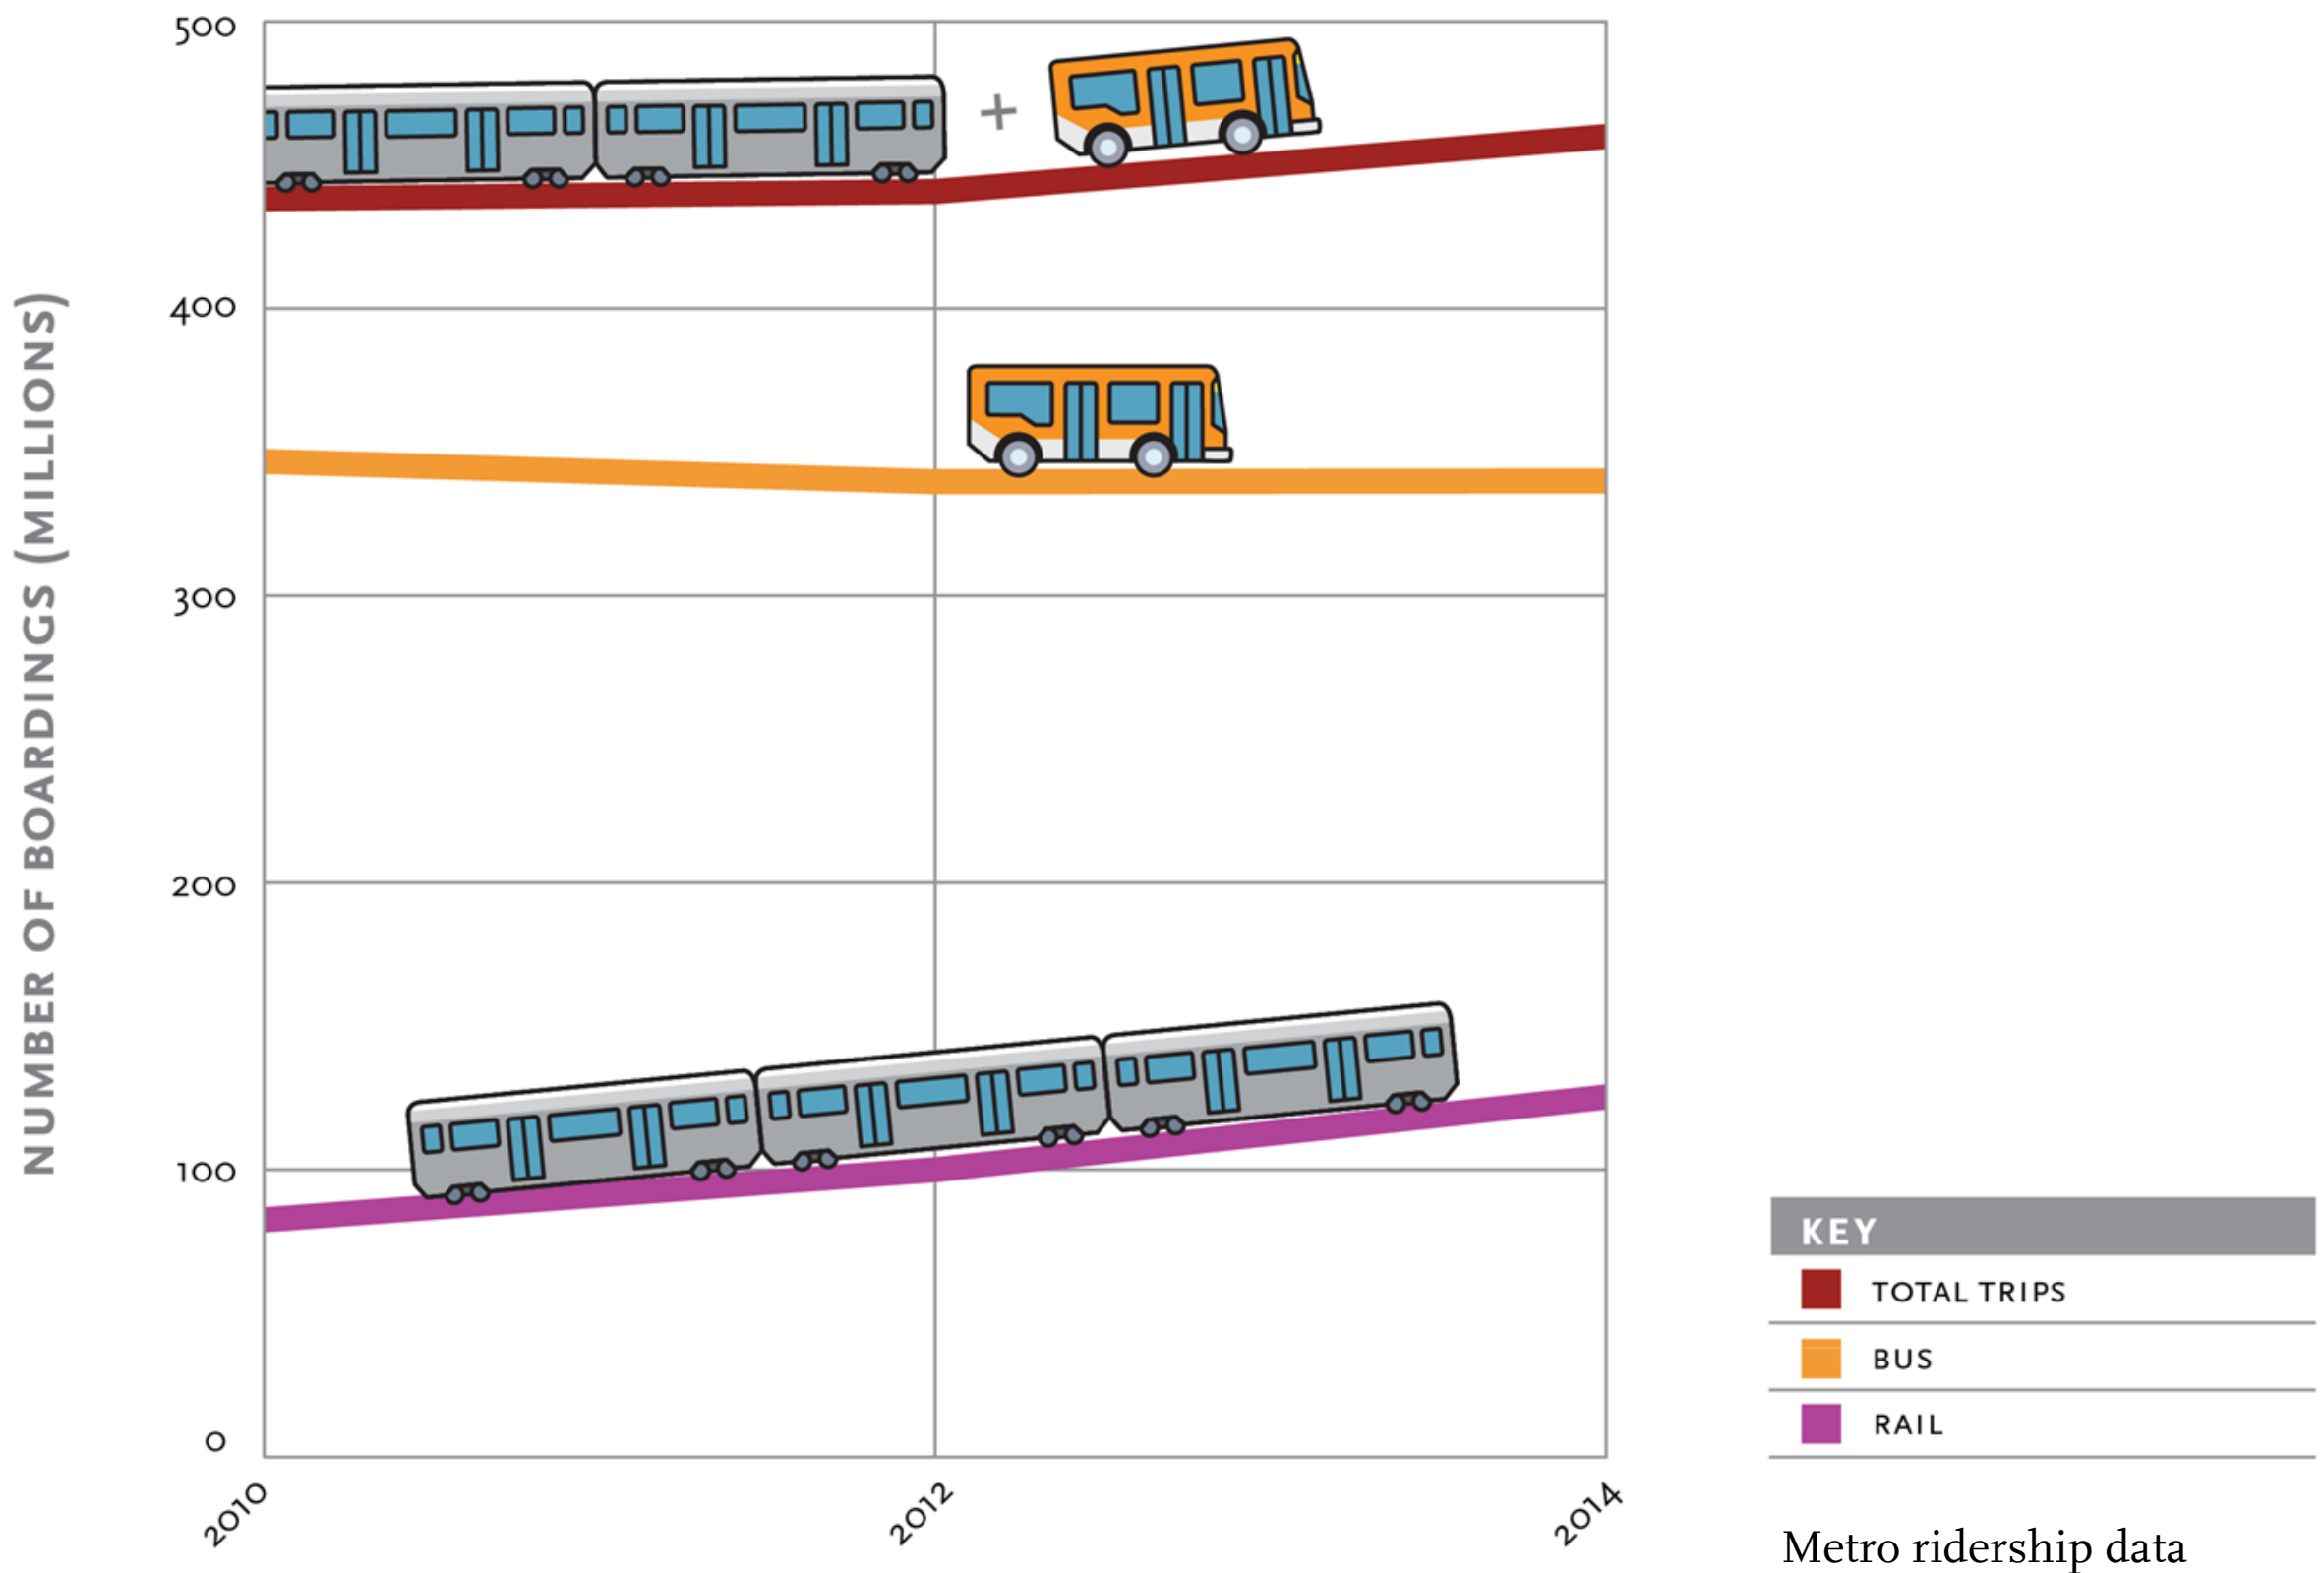 NUMBER OF BOARDINGS (MILLIONS)
500
400
300
200
100
0
+
2010
2012
2014
KEY
TOTAL TRIPS
BUS
RAIL
Metro ridership data